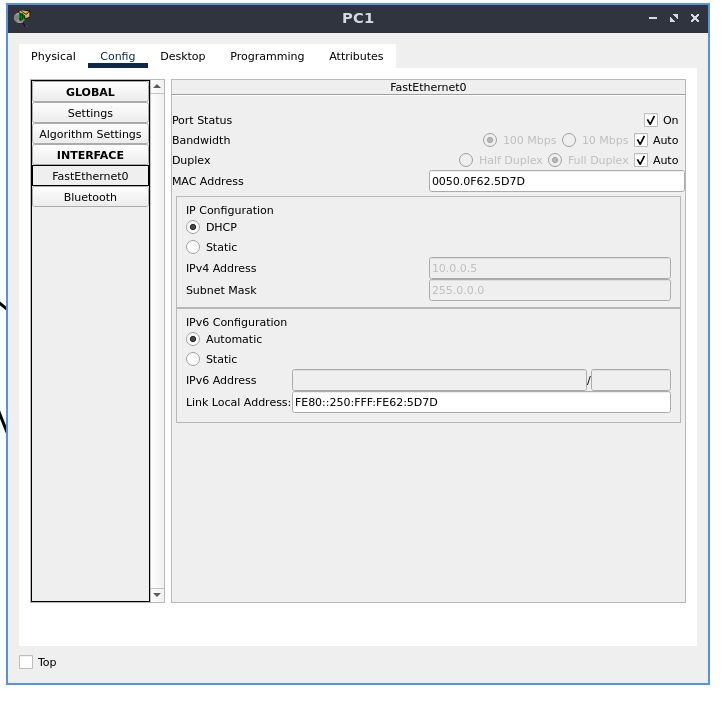 PC1
Physical Config Desktop Programming Attributes
GLOBAL
Settings
Algorithm Settings
INTERFACE
FastEthernet0
Bluetooth
FastEthernet0
Port Status On
Bandwidth 100 Mbps 10 Mbps Auto
Duplex Half Duplex Full Duplex Auto
MAC Address 0050.0F62.5D7D
IP Configuration
DHCP
Static
IPv4 Address 10.0.0.5
Subnet Mask 255.0.0.0
IPv6 Configuration
Automatic
Static
IPv6 Address /
Link Local Address: FE80::250:FFF:FE62:5D7D
Top